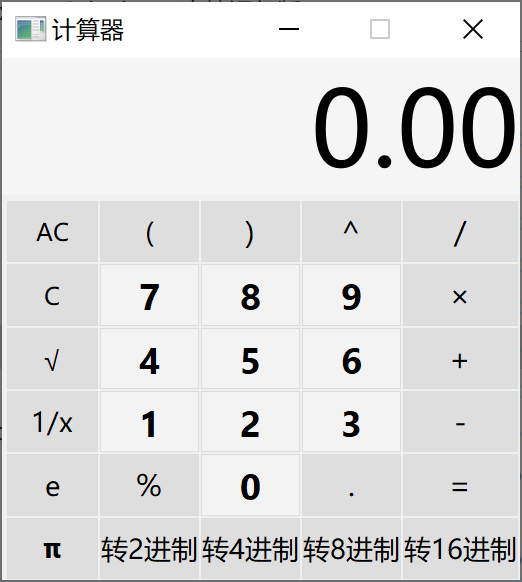 计算器
0.00
AC ( ) ^ /
C 7 8 9 ×
√ 4 5 6 +
1/x 1 2 3 -
e % 0 . =
π 转2进制 转4进制 转8进制 转16进制